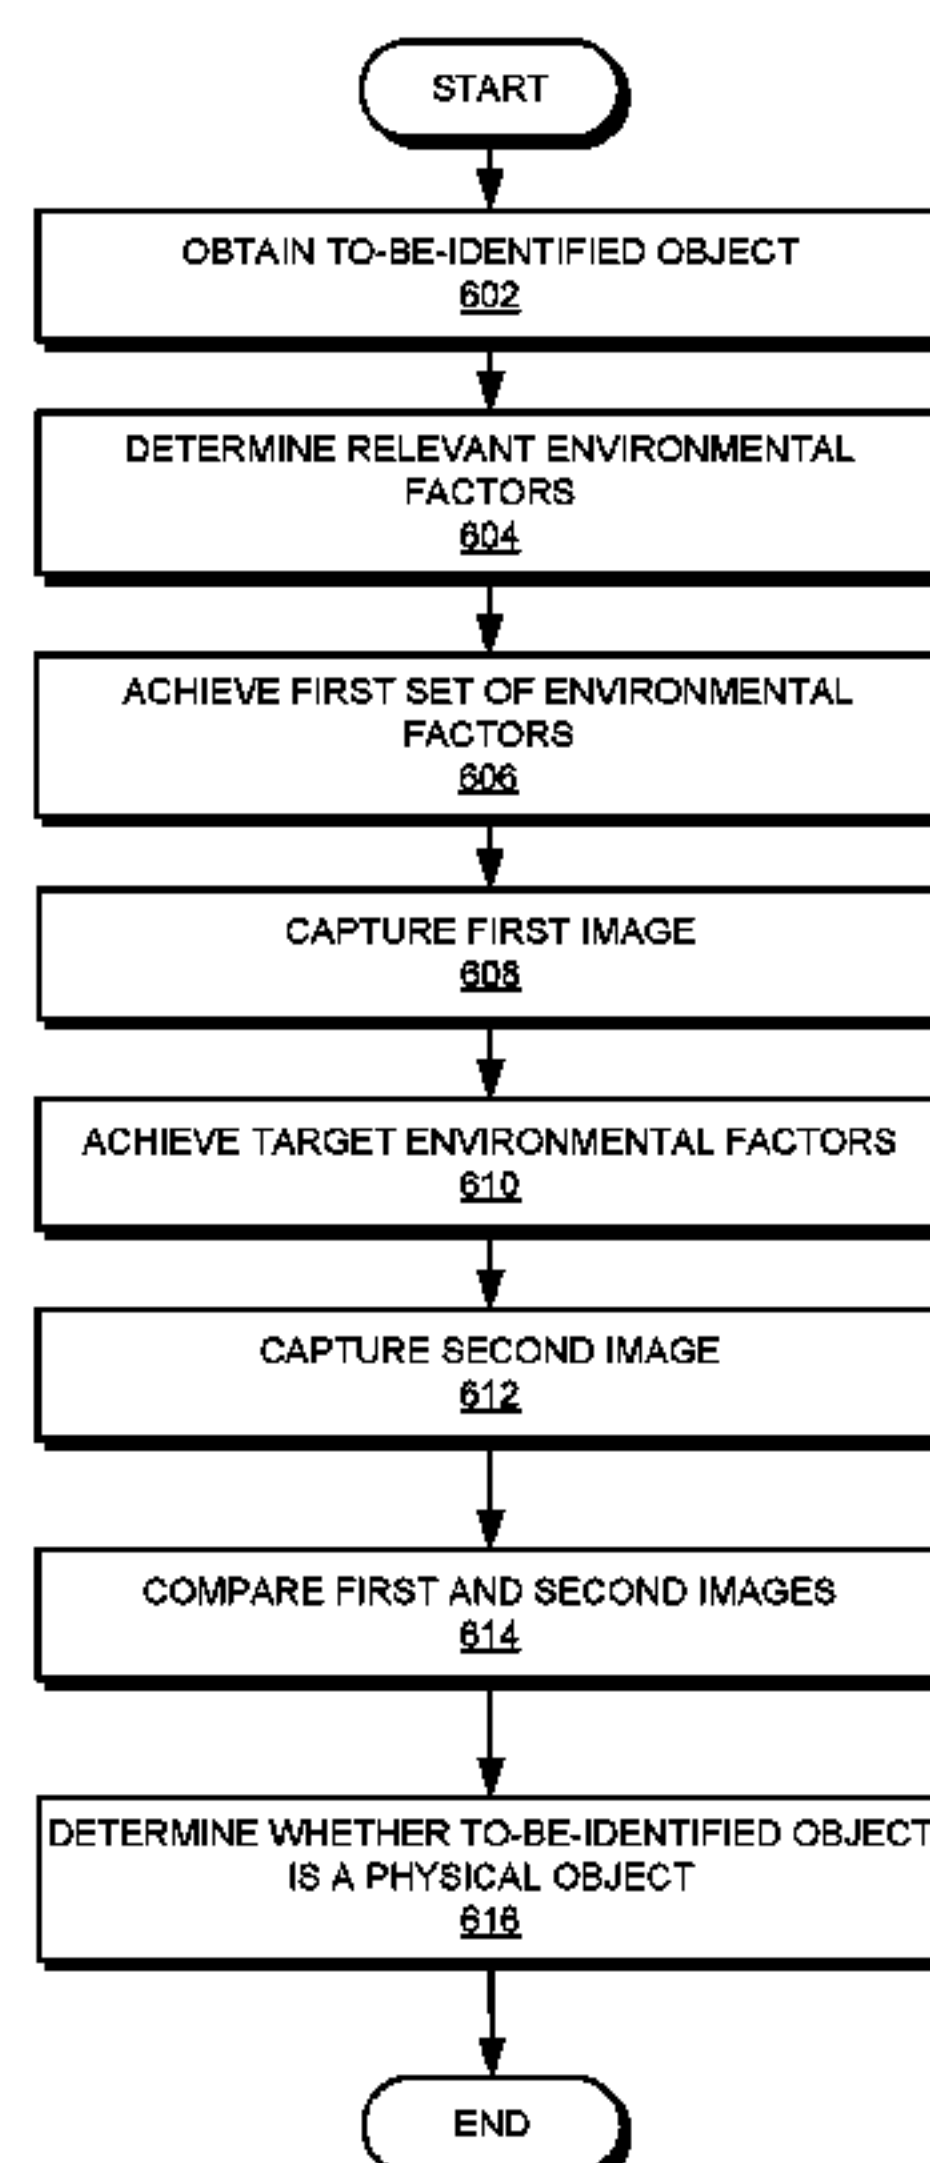 START
OBTAIN TO-BE-IDENTIFIED OBJECT
602
DETERMINE RELEVANT ENVIRONMENTAL
FACTORS
604
ACHIEVE FIRST SET OF ENVIRONMENTAL
FACTORS
606
CAPTURE FIRST IMAGE
608
ACHIEVE TARGET ENVIRONMENTAL FACTORS
610
CAPTURE SECOND IMAGE
612
COMPARE FIRST AND SECOND IMAGES
614
DETERMINE WHETHER TO-BE-IDENTIFIED OBJECT
IS A PHYSICAL OBJECT
616
END